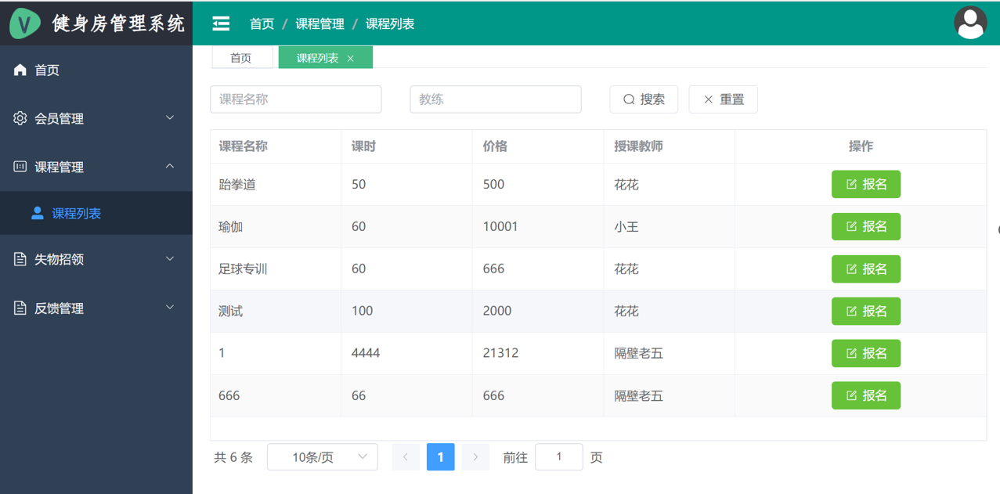 健身房管理系统
首页 / 课程管理 / 课程列表
首页
会员管理
课程管理
课程列表
失物招领
反馈管理
首页 课程列表
课程名称 教练 搜索 重置
课程名称 课时 价格 授课教师 操作
跆拳道 50 500 花花 报名
瑜伽 60 10001 小王 报名
足球专训 60 666 花花 报名
测试 100 2000 花花 报名
1 4444 21312 隔壁老五 报名
666 66 666 隔壁老五 报名
共 6 条 10条/页 1 前往 1 页